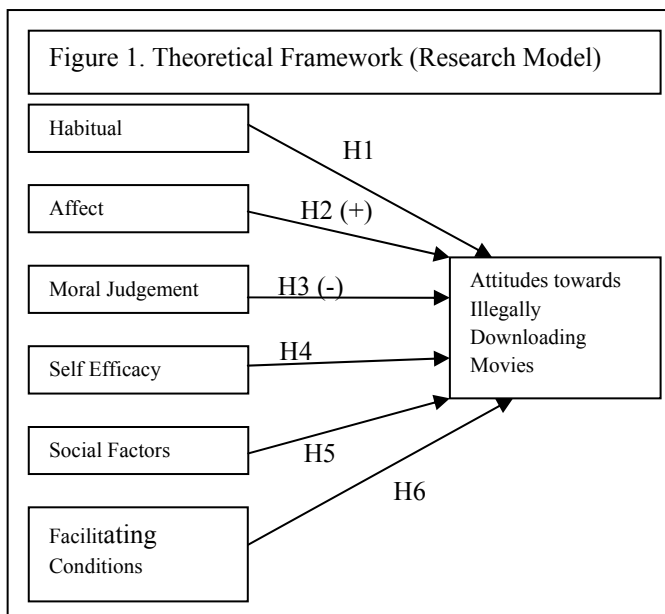 Figure 1. Theoretical Framework (Research Model)
Habitual
H1
Affect
H2 (+)
Moral Judgement
H3 (-)
Attitudes towards
Illegally
Downloading
Movies
Self Efficacy
H4
Social Factors
H5
H6
Facilitating
Conditions